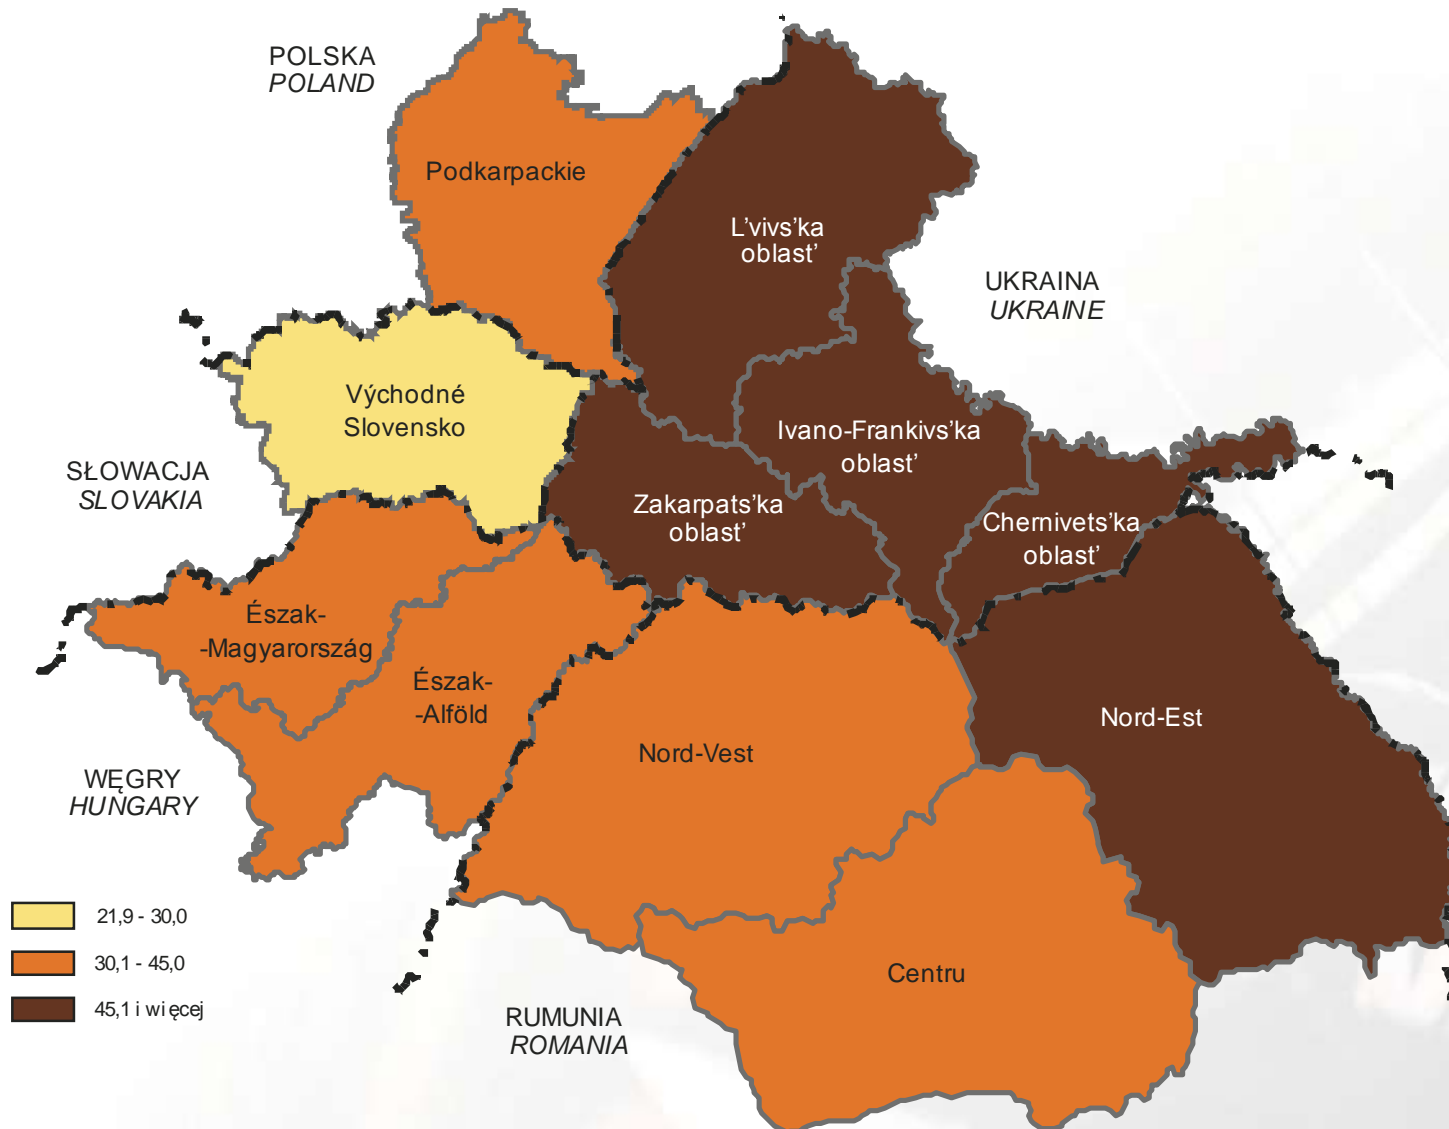 POLSKA
POLAND
Podkarpackie
L'vivs'ka
oblast'
UKRAINA
UKRAINE
Východné
Slovensko
Ivano-Frankivs'ka
oblast'
SŁOWACJA
SLOVAKIA
Zakarpats'ka
oblast'
Chernivets'ka
oblast'
Észak-
-Magyarország
Észak-
-Alföld
Nord-Vest
Nord-Est
WĘGRY
HUNGARY
21,9 - 30,0
30,1 - 45,0
45,1 i więcej
Centru
RUMUNIA
ROMANIA